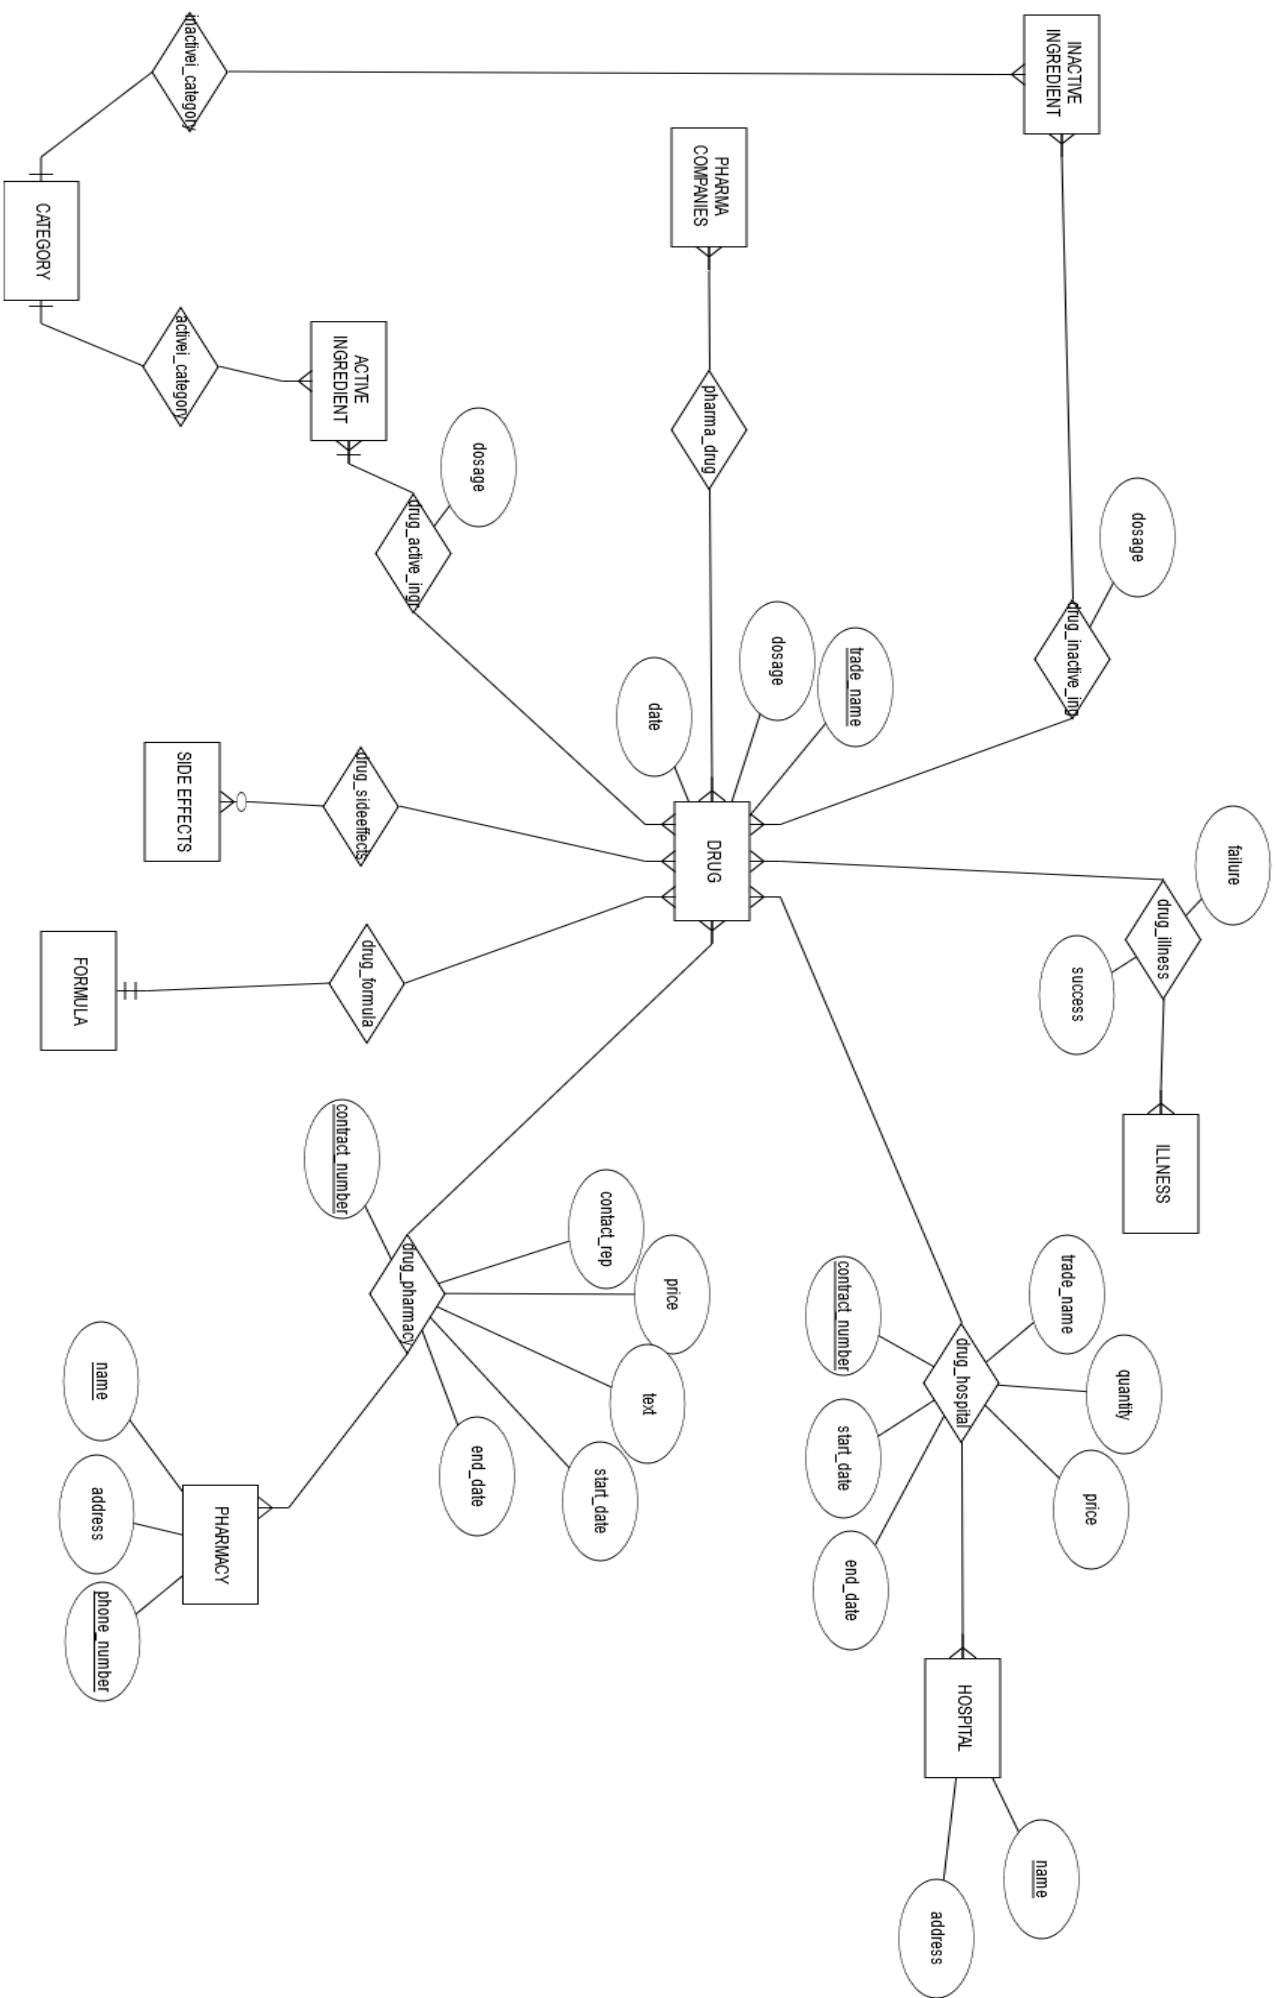 failure
drug_illness
ILLNESS
dosage
quantity
price
success
drug_inactive_ing
trade_name
INACTIVE
INGREDIENT
name
drug_hospital
HOSPITAL
address
trade_name
contract_number
start_date
end_date
dosage
PHARMA
COMPANIES
pharma_drug
DRUG
date
price
text
contact_rep
start_date
dosage
end_date
drug_active_ingr
drug_pharmacy
ACTIVE
INGREDIENT
drug_sideeffects
drug_formula
contract_number
PHARMACY
inactivei_category
activei_category
SIDE EFFECTS
name
address
phone_number
FORMULA
CATEGORY